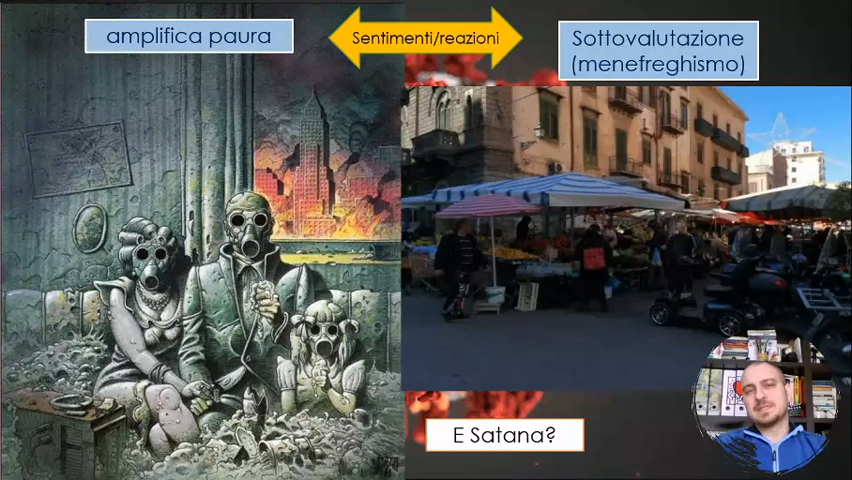 amplifica paura
Sentimenti/reazioni
Sottovalutazione
(menefreghismo)
E Satana?